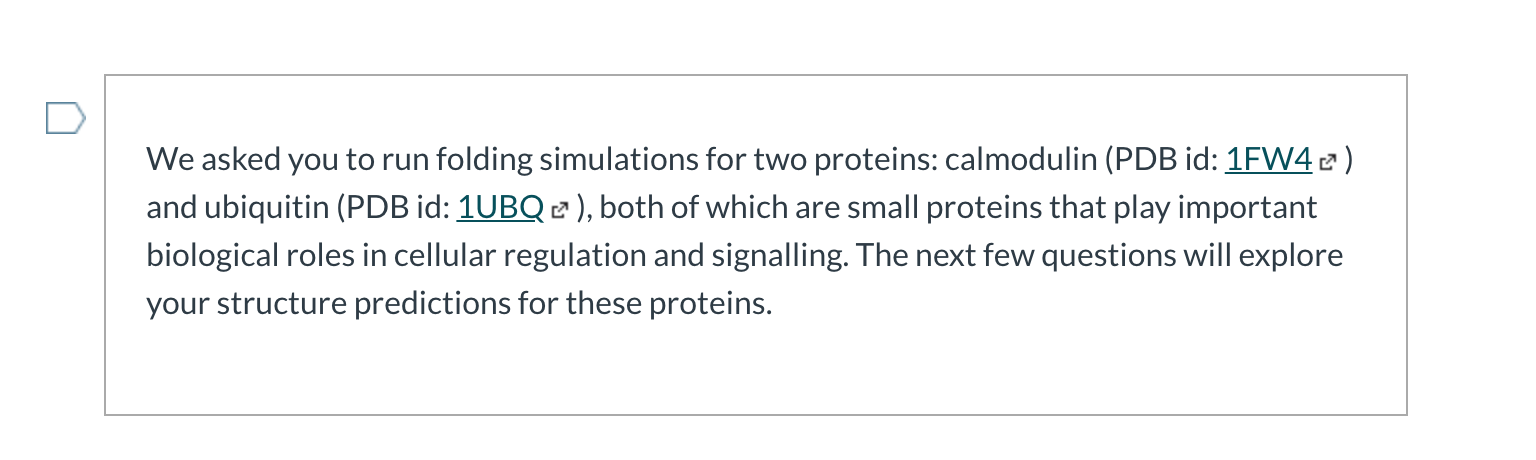 We asked you to run folding simulations for two proteins: calmodulin (PDB id: 1FW4 )
and ubiquitin (PDB id: 1UBQ ), both of which are small proteins that play important
biological roles in cellular regulation and signalling. The next few questions will explore
your structure predictions for these proteins.